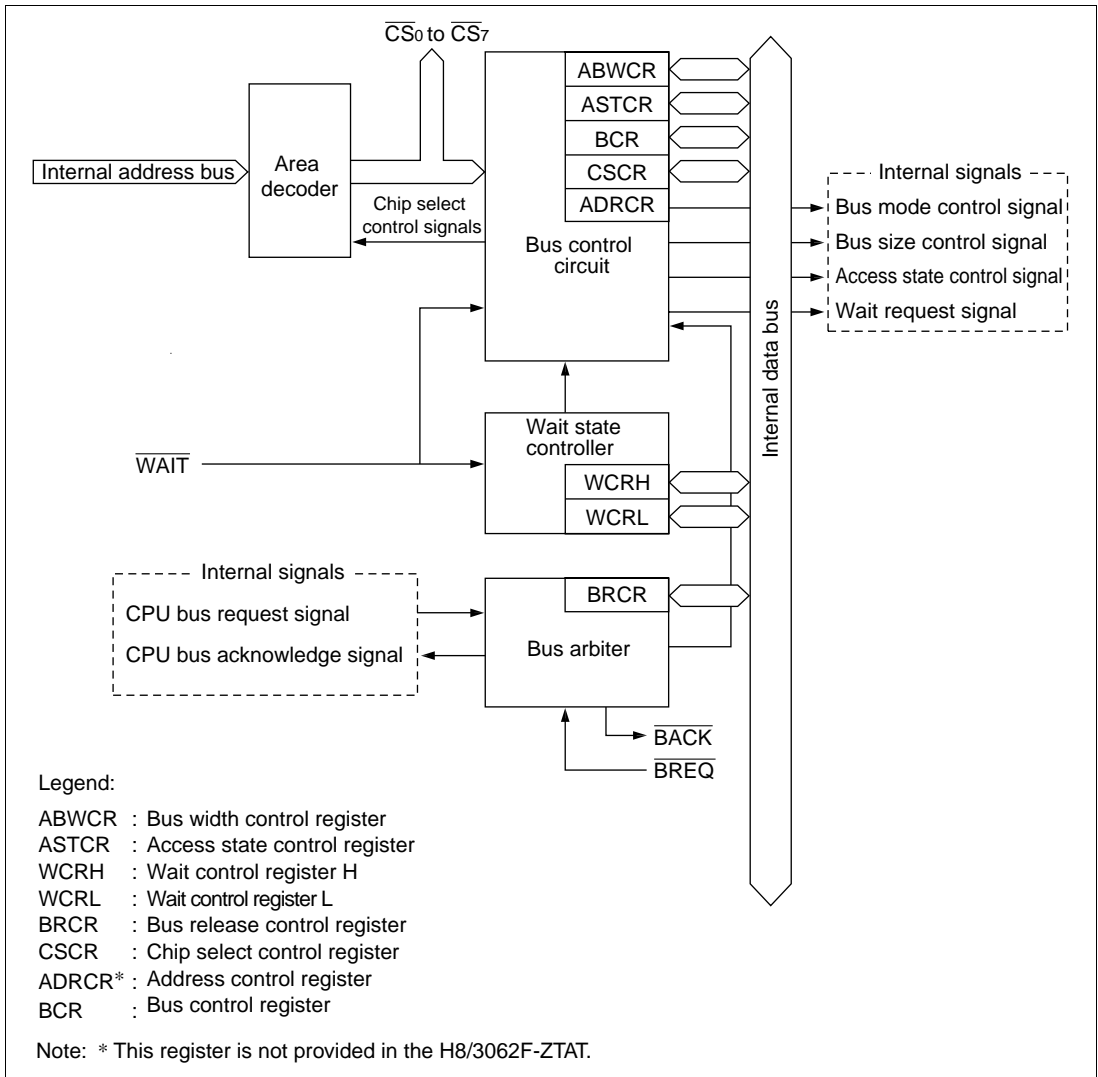 CS0 to CS7
ABWCR
ASTCR
BCR
CSCR
ADRCR
Internal address bus
Area
decoder
Chip select
control signals
Bus control
circuit
Internal signals
Bus mode control signal
Bus size control signal
Access state control signal
Wait request signal
Internal data bus
WAIT
Wait state
controller
WCRH
WCRL
Internal signals
CPU bus request signal
CPU bus acknowledge signal
BRCR
Bus arbiter
BACK
BREQ
Legend:
ABWCR : Bus width control register
ASTCR : Access state control register
WCRH : Wait control register H
WCRL : Wait control register L
BRCR : Bus release control register
CSCR : Chip select control register
ADRCR* : Address control register
BCR : Bus control register
Note: * This register is not provided in the H8/3062F-ZTAT.